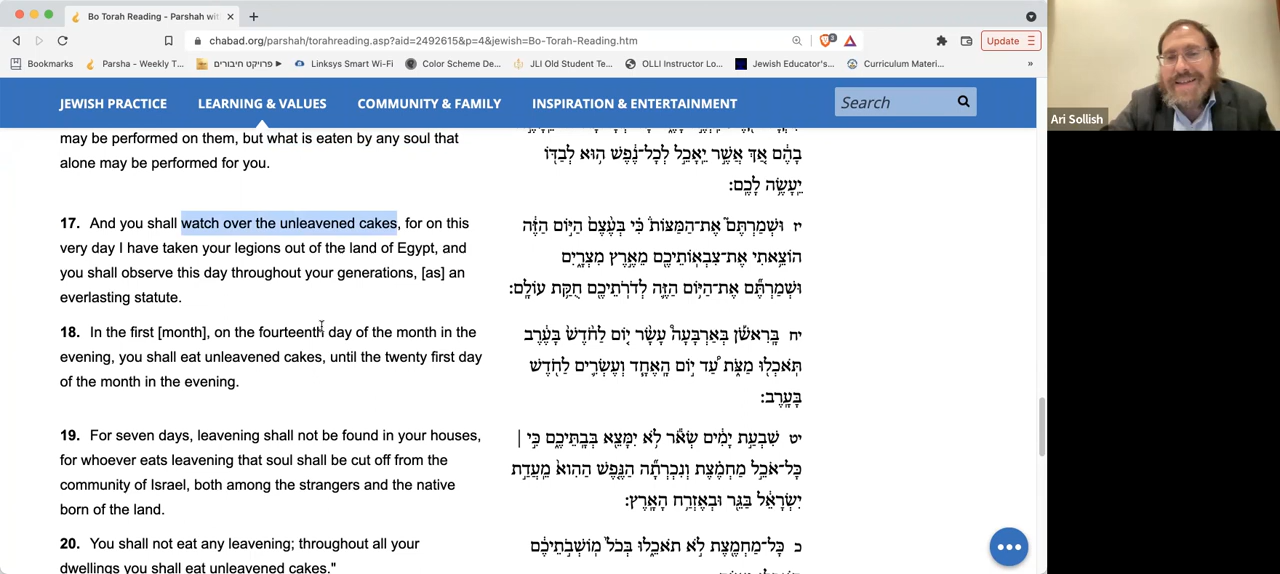 Bo Torah Reading - Parshah wit
chabad.org/parshah/torahreading.asp?aid=2492615&p=4&jewish=Bo-Torah-Reading.htm
3
Update
Bookmarks
Parsha - Weekly T...
פרוייקט חיבורים
Linksys Smart Wi-Fi
Color Scheme De...
JLI Old Student Te...
OLLI Instructor Lo...
Jewish Educator's...
Curriculum Materi...
»
JEWISH PRACTICE
LEARNING & VALUES
COMMUNITY & FAMILY
INSPIRATION & ENTERTAINMENT
Search
Ari Sollish
may be performed on them, but what is eaten by any soul that
alone may be performed for you.
בָּהֶ֔ם אַ֚ךְ אֲשֶׁ֣ר יֵאָכֵ֣ל לְכָל־נֶ֔פֶשׁ ה֥וּא לְבַדּ֖וֹ
יֵעָשֶׂ֥ה לָכֶֽם:
17. And you shall watch over the unleavened cakes, for on this
very day I have taken your legions out of the land of Egypt, and
you shall observe this day throughout your generations, [as] an
everlasting statute.
יז וּשְׁמַרְתֶּם֘ אֶת־הַמַּצּוֹת֒ כִּ֗י בְּעֶ֨צֶם֙ הַיּ֣וֹם הַזֶּ֔ה
הוֹצֵ֥אתִי אֶת־צִבְאֽוֹתֵיכֶ֖ם מֵאֶ֣רֶץ מִצְרָ֑יִם
וּשְׁמַרְתֶּ֞ם אֶת־הַיּ֥וֹם הַזֶּ֛ה לְדֹרֹֽתֵיכֶ֖ם חֻקַּ֥ת עוֹלָֽם:
18. In the first [month], on the fourteenth day of the month in the
evening, you shall eat unleavened cakes, until the twenty first day
of the month in the evening.
יח בָּֽרִאשֹׁ֡ן בְּאַרְבָּעָה֩ עָשָׂ֨ר י֤וֹם לַחֹ֨דֶשׁ֙ בָּעֶ֔רֶב
תֹּֽאכְל֖וּ מַצֹּ֑ת עַ֠ד י֣וֹם הָֽאֶחָ֧ד וְעֶשְׂרִ֛ים לַחֹ֖דֶשׁ
בָּעָֽרֶב:
19. For seven days, leavening shall not be found in your houses,
for whoever eats leavening that soul shall be cut off from the
community of Israel, both among the strangers and the native
born of the land.
יט שִׁבְעַ֣ת יָמִ֔ים שְׂאֹ֕ר לֹ֥א יִמָּצֵ֖א בְּבָֽתֵּיכֶ֑ם כִּ֣י |
כָּל־אֹכֵ֣ל מַחְמֶ֗צֶת וְנִכְרְתָ֞ה הַנֶּ֤פֶשׁ הַהִוא֙ מֵֽעֲדַ֣ת
יִשְׂרָאֵ֔ל בַּגֵּ֖ר וּבְאֶזְרַ֥ח הָאָֽרֶץ:
20. You shall not eat any leavening; throughout all your
dwellings you shall eat unleavened cakes."
כ כָּל־מַחְמֶ֖צֶת לֹ֣א תֹאכֵ֑לוּ בְּכֹל֙ מוֹשְׁבֹ֣תֵיכֶ֔ם